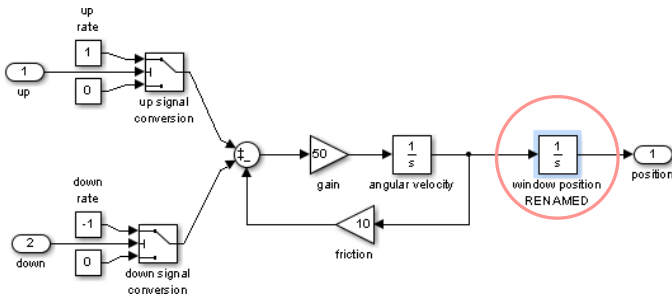 up
rate
1
1
0
up
up signal
conversion
down
rate
-1
2
0
down
down signal
conversion
+
+
-
50
gain
1
s
angular velocity
10
friction
1
s
window position
RENAMED
1
position